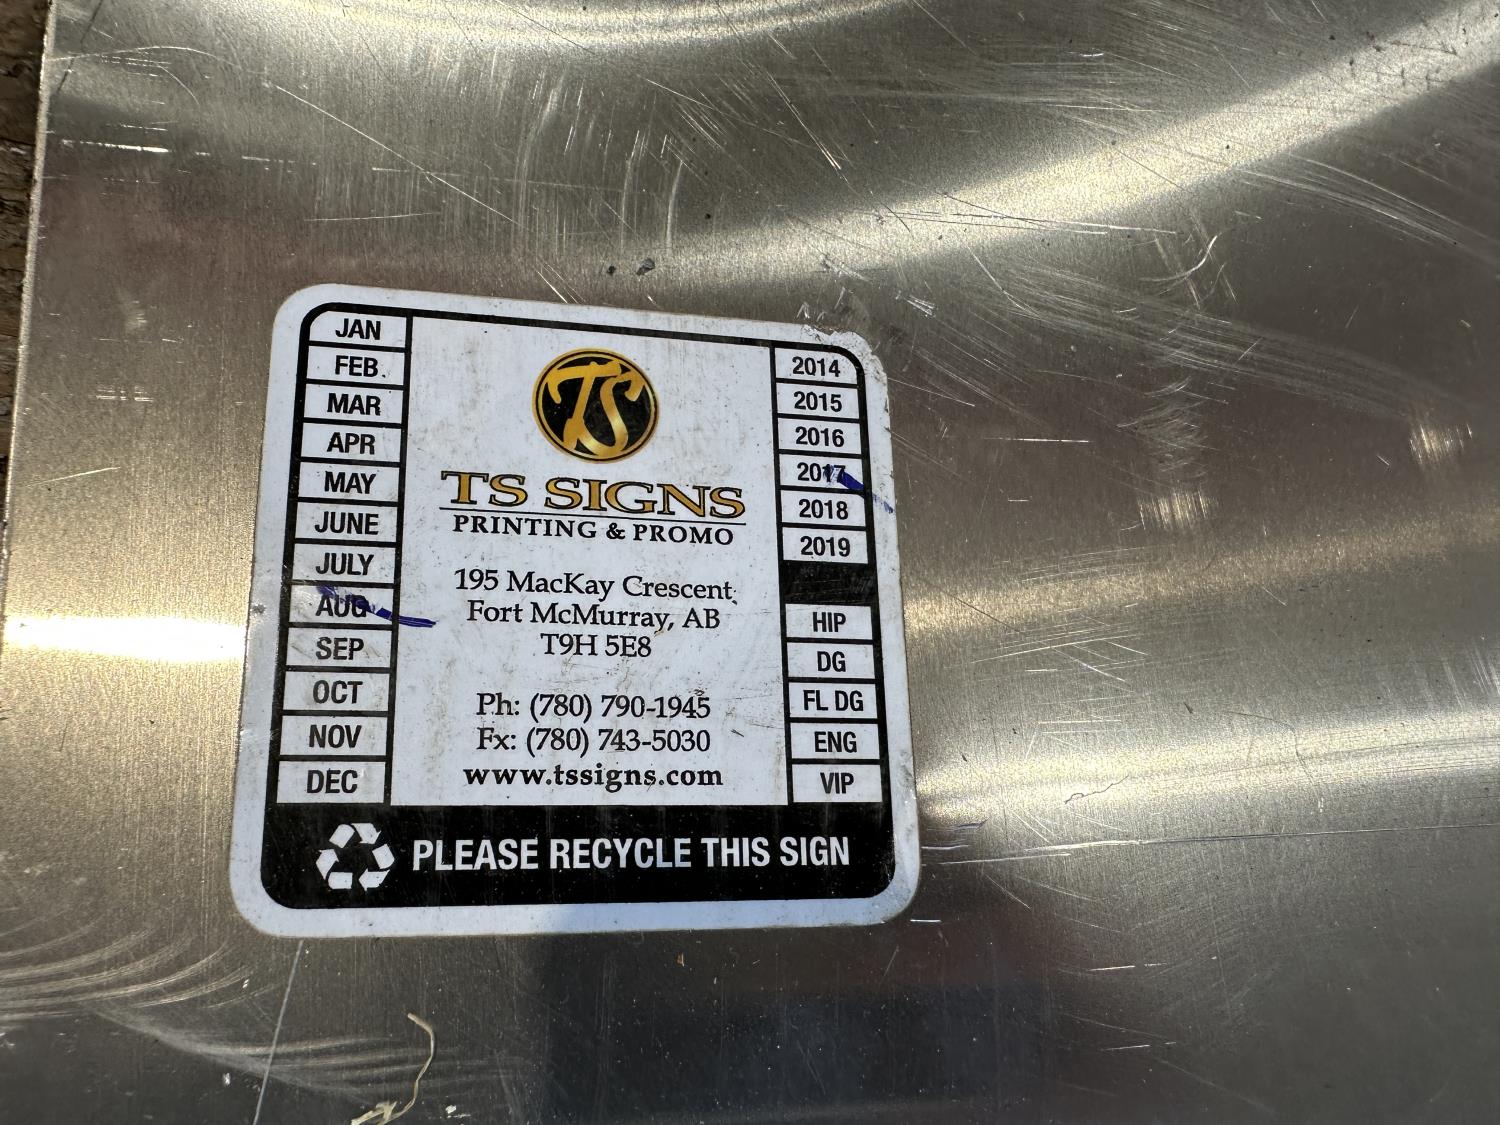 JAN
FEB
MAR
APR
MAY
JUNE
JULY
AUG
SEP
OCT
NOV
DEC
TS
TS SIGNS
PRINTING & PROMO
195 MacKay Crescent
Fort McMurray, AB
T9H 5E8
Ph: (780) 790-1945
Fx: (780) 743-5030
www.tssigns.com
2014
2015
2016
2017
2018
2019
HIP
DG
FL DG
ENG
VIP
PLEASE RECYCLE THIS SIGN